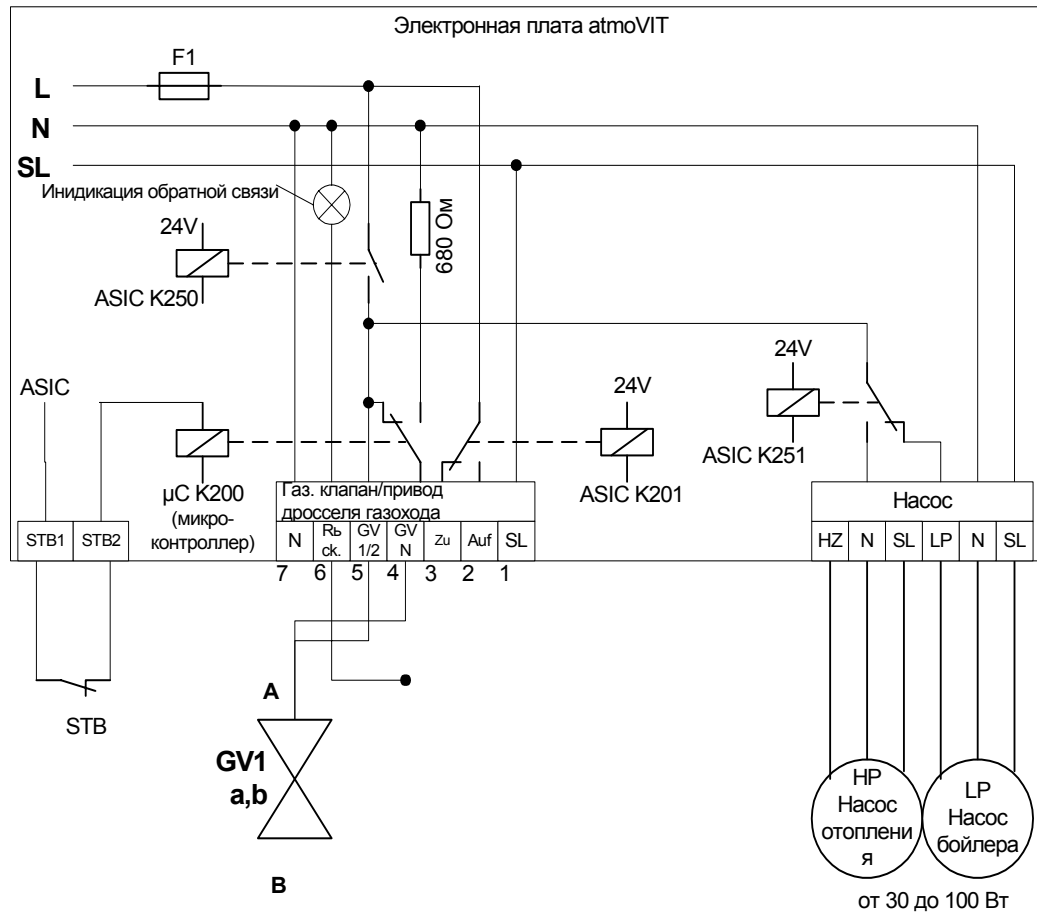 Электронная плата atmoVIT
F1
L
N
SL
Инидикация обратной связи
680 Ом
24V
ASIC K250
24V
ASIC K251
24V
ASIC K201
ASIC
µC K200
(микро-
контроллер)
Газ. клапан/привод
дросселя газохода
Насос
STB1 STB2
N Rь ck. GV 1/2 GV N Zu Auf SL
HZ N SL LP N SL
7 6 5 4 3 2 1
STB
A
GV1
a,b
B
HP
Насос
отоплени
я
LP
Насос
бойлера
от 30 до 100 Вт